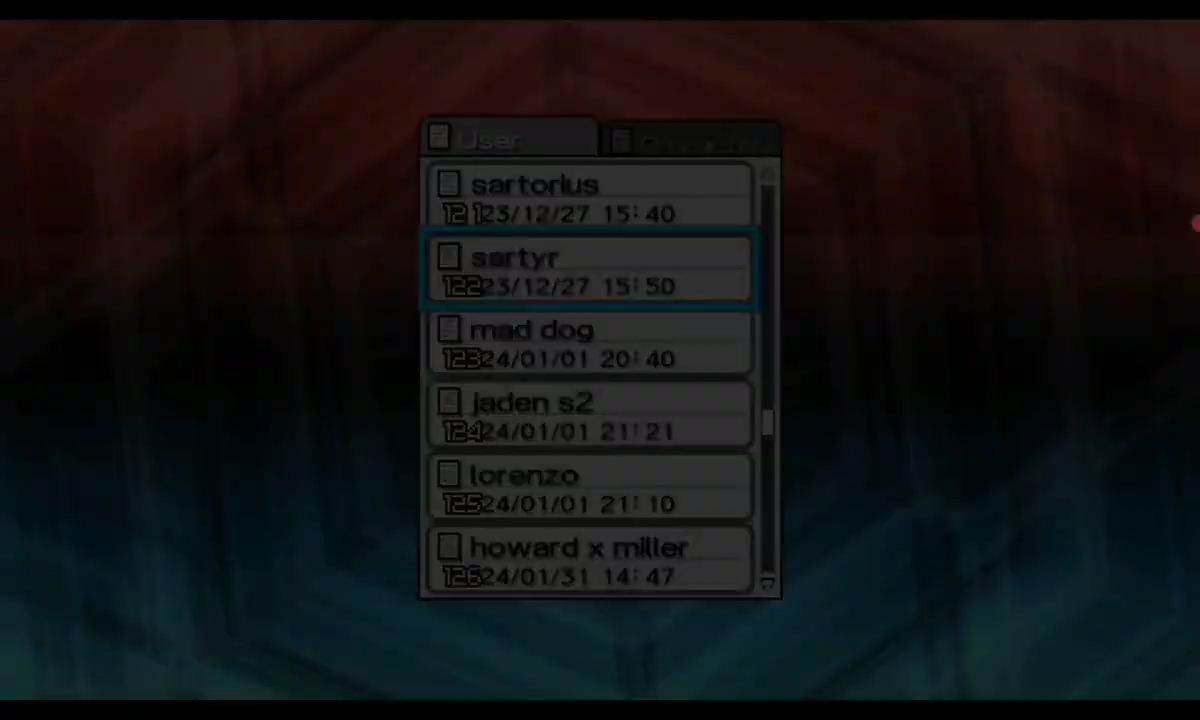 User
sartorius
121 23/12/27 15:40
sartyr
122 23/12/27 15:50
mad dog
123 24/01/01 20:40
jaden s2
124 24/01/01 21:21
lorenzo
125 24/01/01 21:10
howard x miller
126 24/01/31 14:47